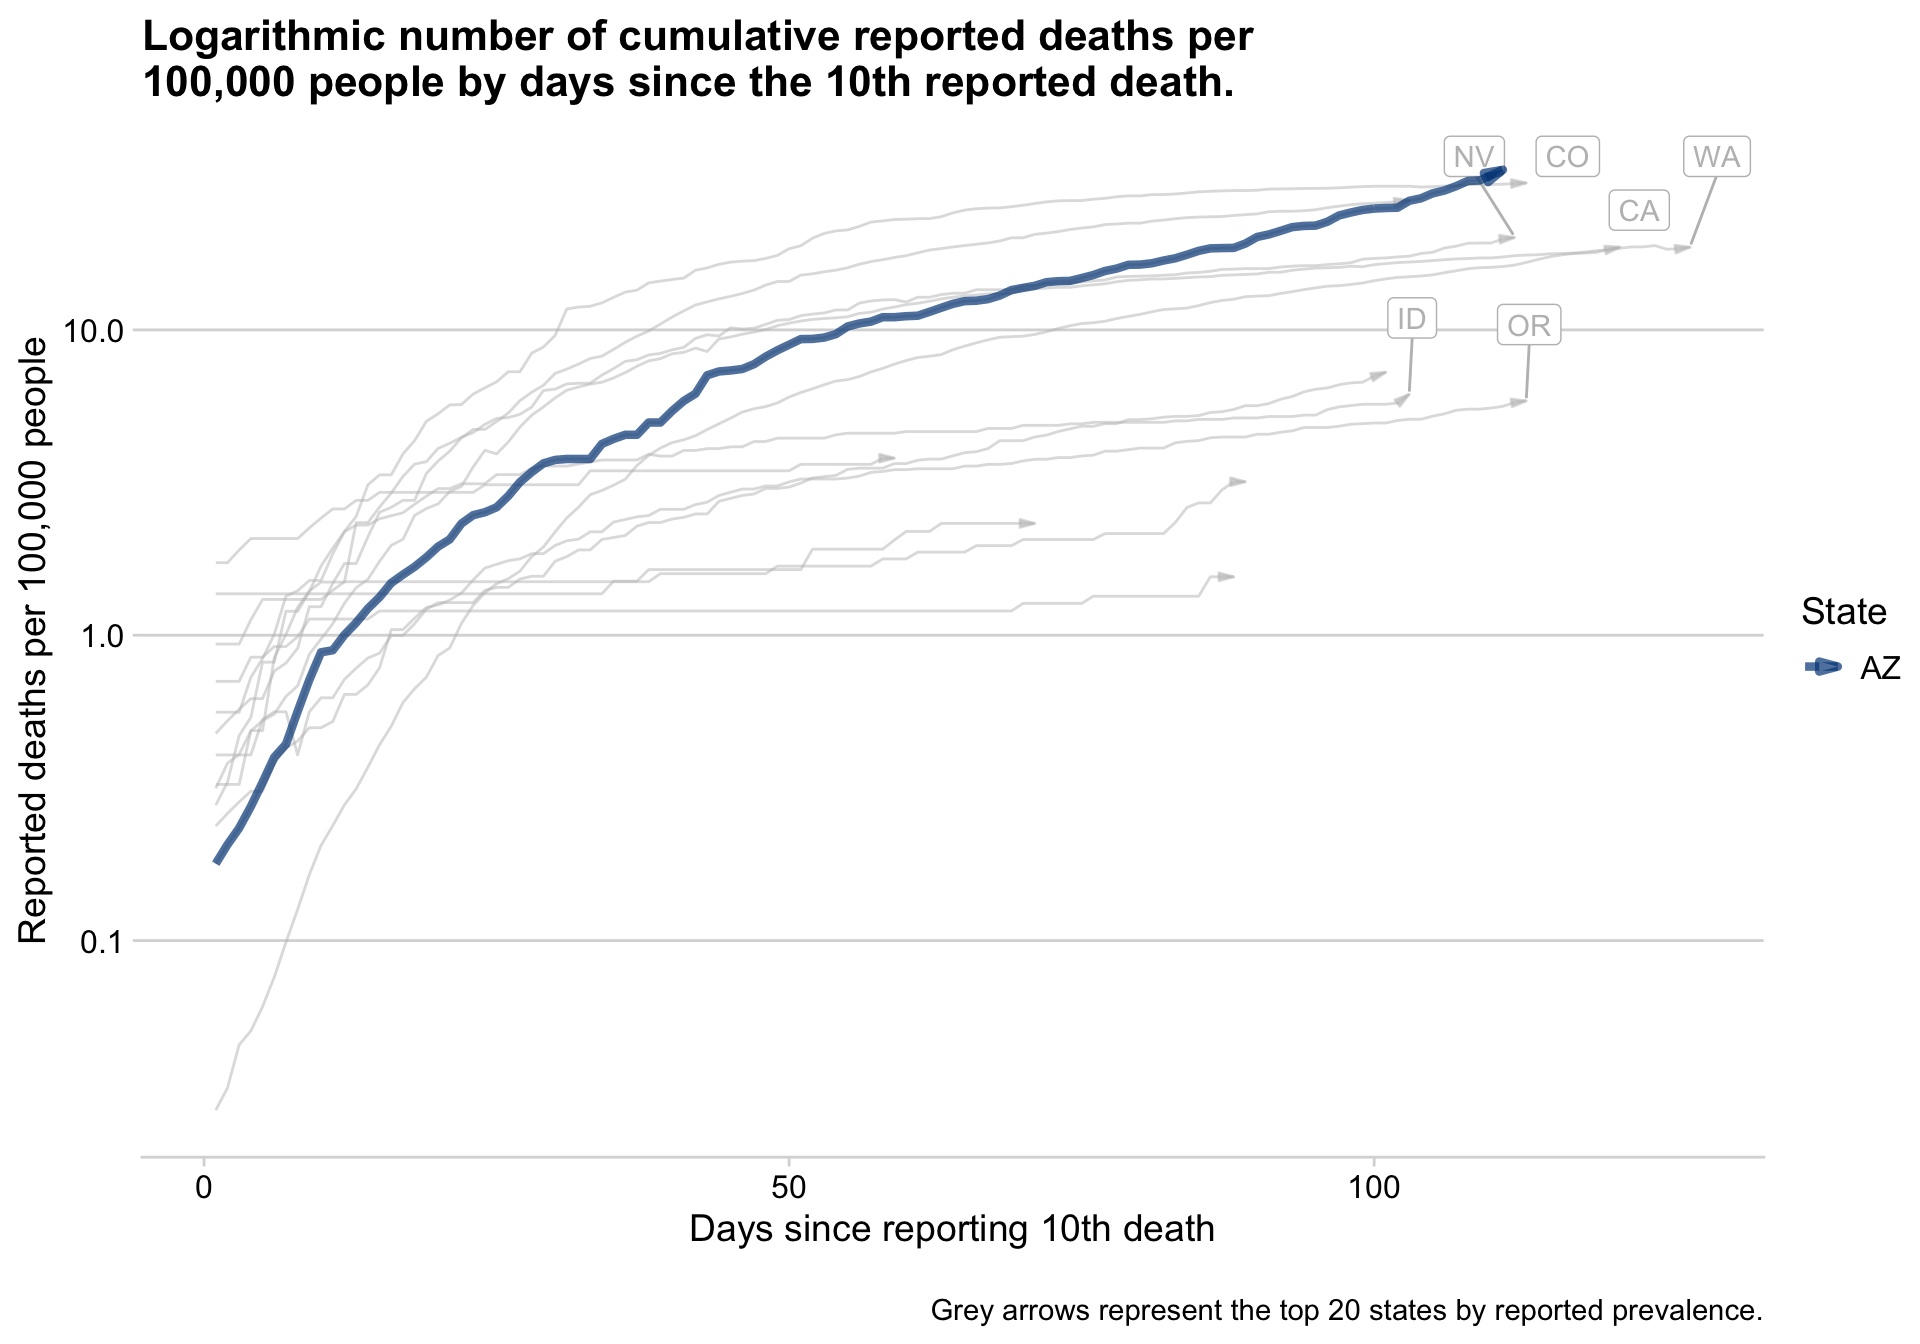 Logarithmic number of cumulative reported deaths per
100,000 people by days since the 10th reported death.
NV
CO
WA
CA
ID
OR
10.0
1.0
0.1
Reported deaths per 100,000 people
State
AZ
0
50
100
Days since reporting 10th death
Grey arrows represent the top 20 states by reported prevalence.